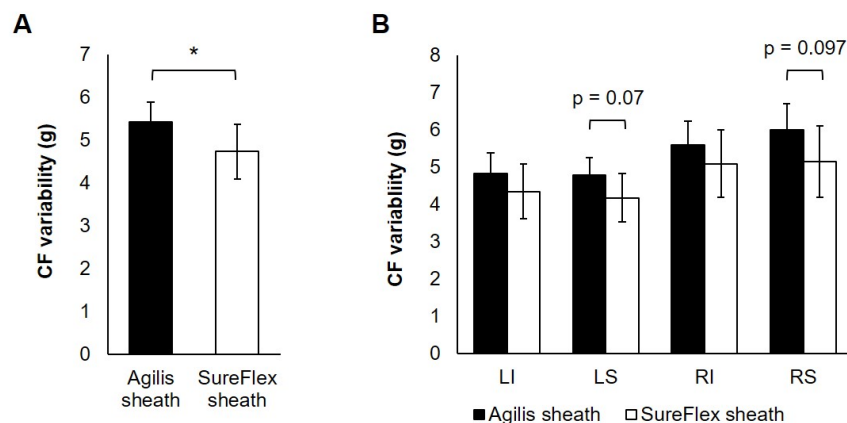 A
CF variability (g)
7
6
5
4
3
2
1
0
*
Agilis
sheath
SureFlex
sheath
B
CF variability (g)
8
7
6
5
4
3
2
1
0
p = 0.07
p = 0.097
LI
LS
RI
RS
Agilis sheath
SureFlex sheath